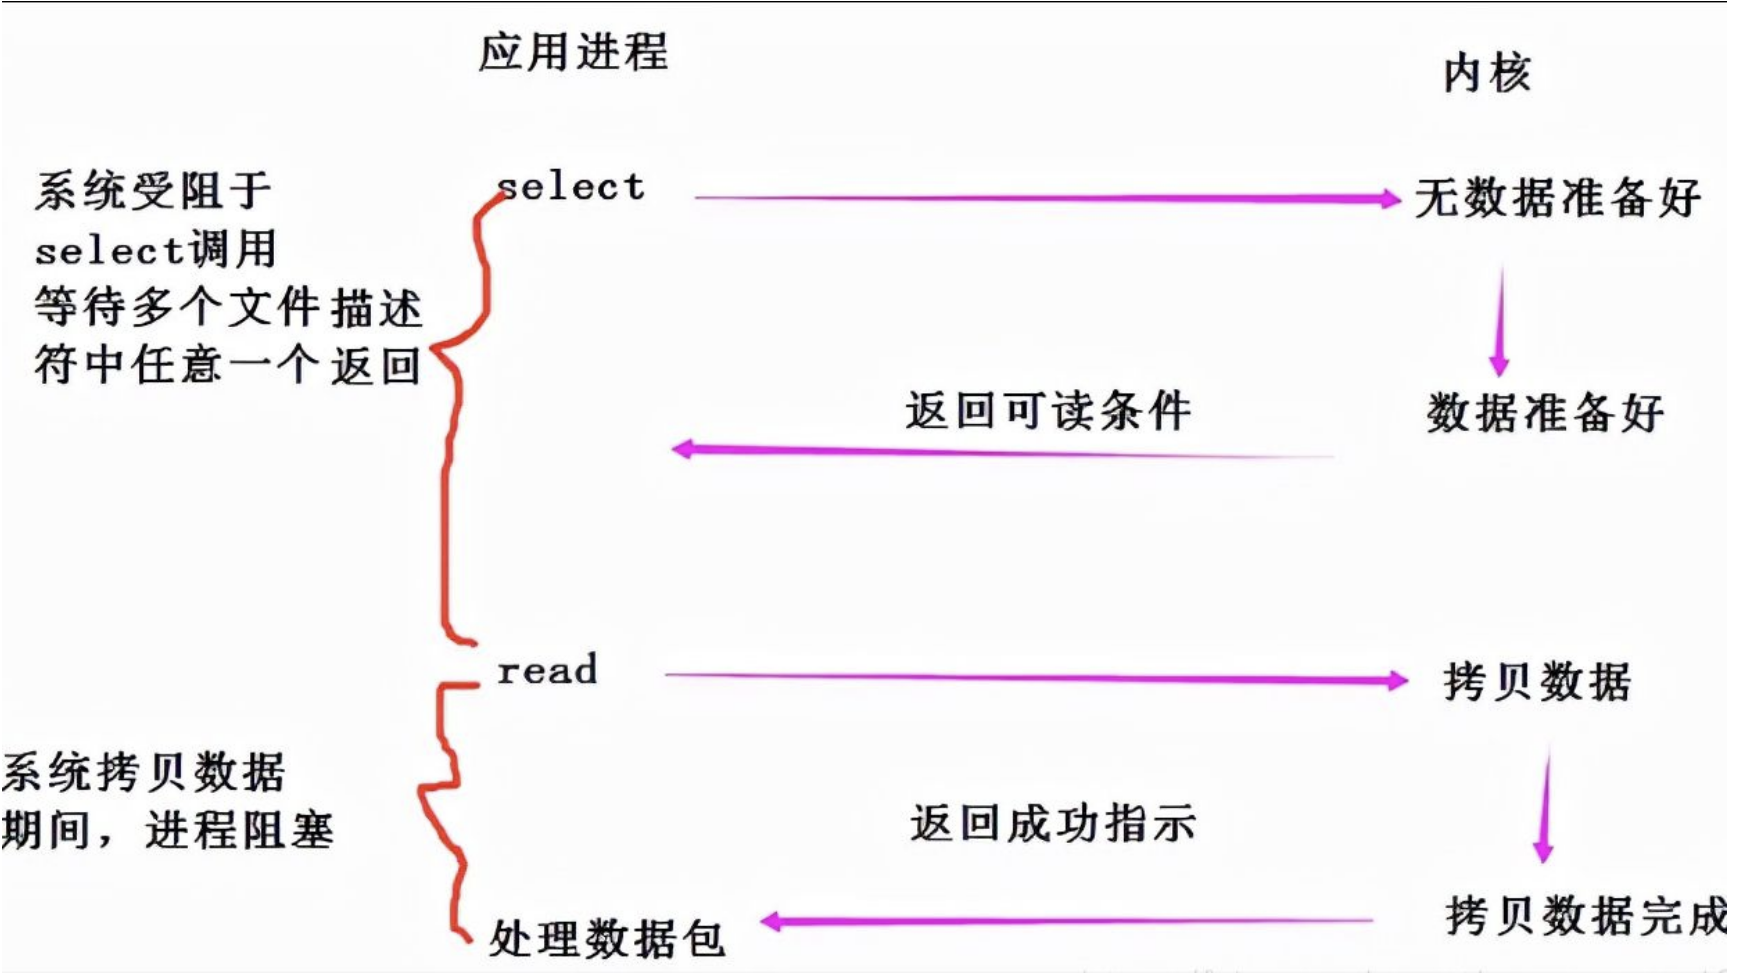 应用进程
内核
系统受阻于
select调用
等待多个文件描述
符中任意一个返回
select
无数据准备好
返回可读条件
数据准备好
read
拷贝数据
系统拷贝数据
期间，进程阻塞
返回成功指示
处理数据包
拷贝数据完成